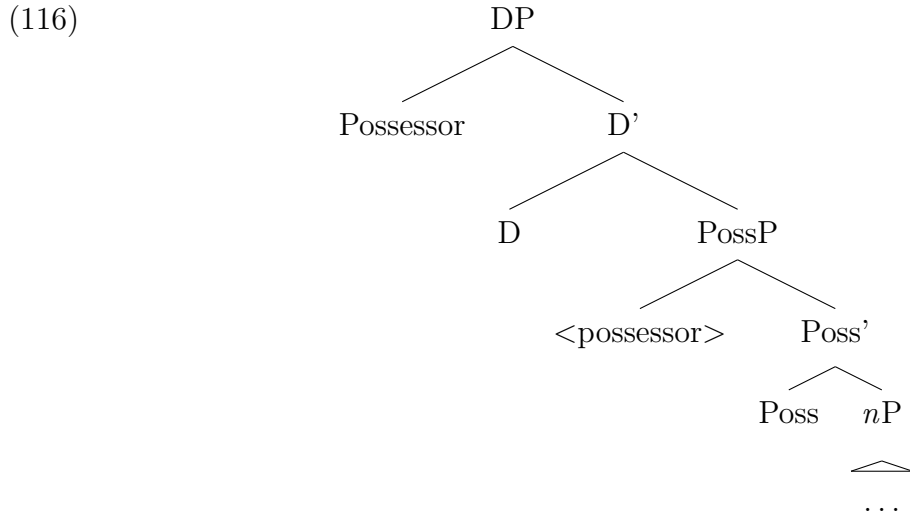 (116) DP
Possessor D’
D PossP
<possessor> Poss’
Poss nP
...